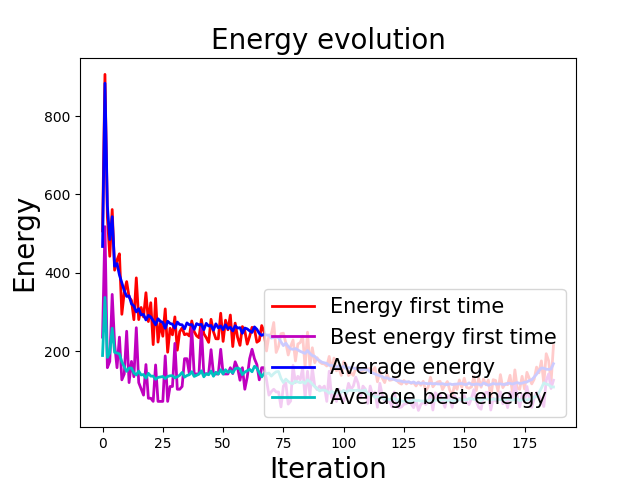 Energy evolution
Energy
800
600
400
200
Energy first time
Best energy first time
Average energy
Average best energy
0 25 50 75 100 125 150 175
Iteration